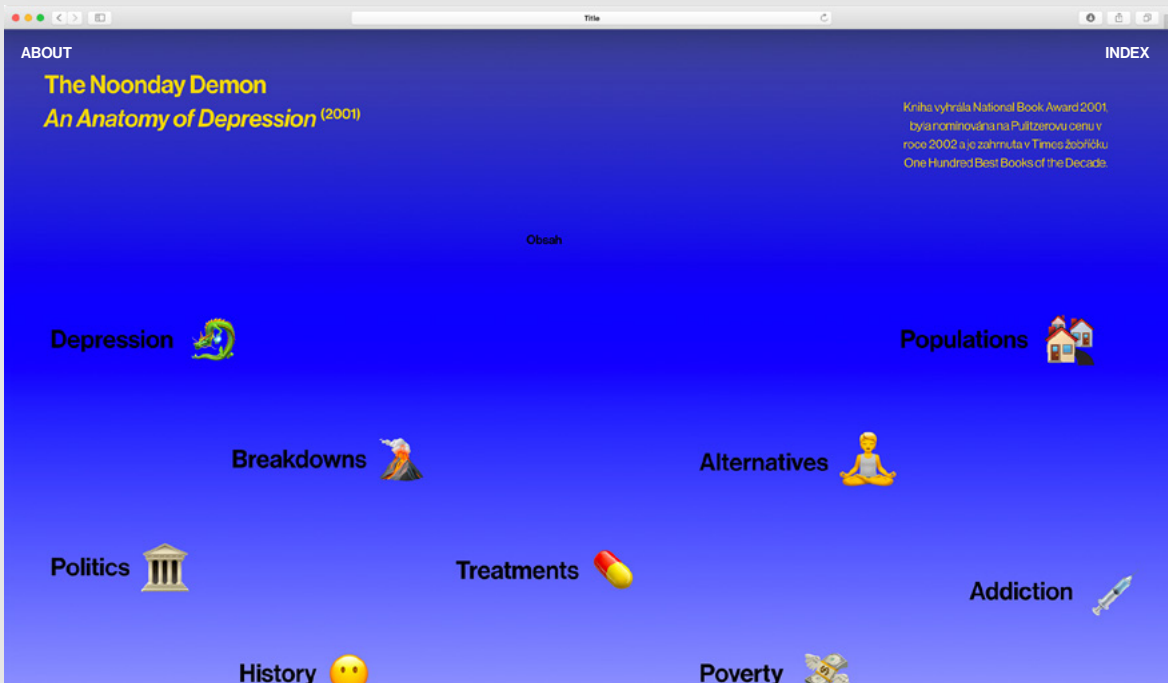 Title
ABOUT
INDEX
The Noonday Demon
An Anatomy of Depression (2001)
Kniha vyhrála National Book Award 2001,
byla nominována na Pulitzerovu cenu v
roce 2002 a je zahrnuta v Times žebříčku
One Hundred Best Books of the Decade.
Obsah
Depression
Populations
Breakdowns
Alternatives
Politics
Treatments
Addiction
History
Poverty